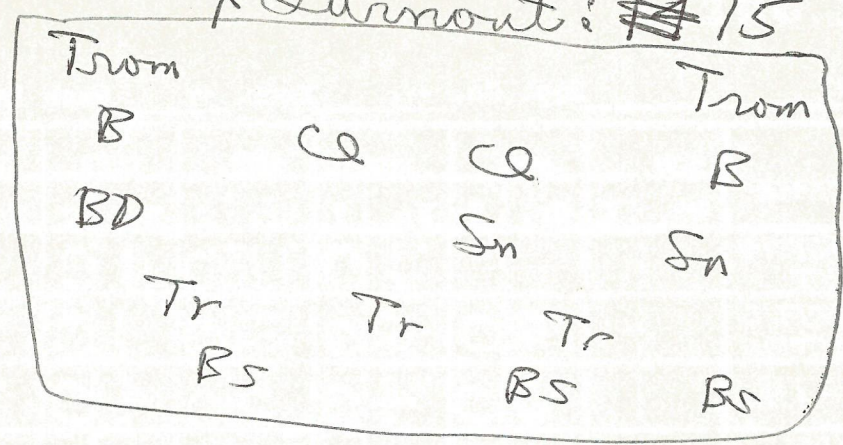 Turnout: 15
Trom Trom
B Cl Cl B
BD Sn Sn
Tr Tr Tr
BS BS BS